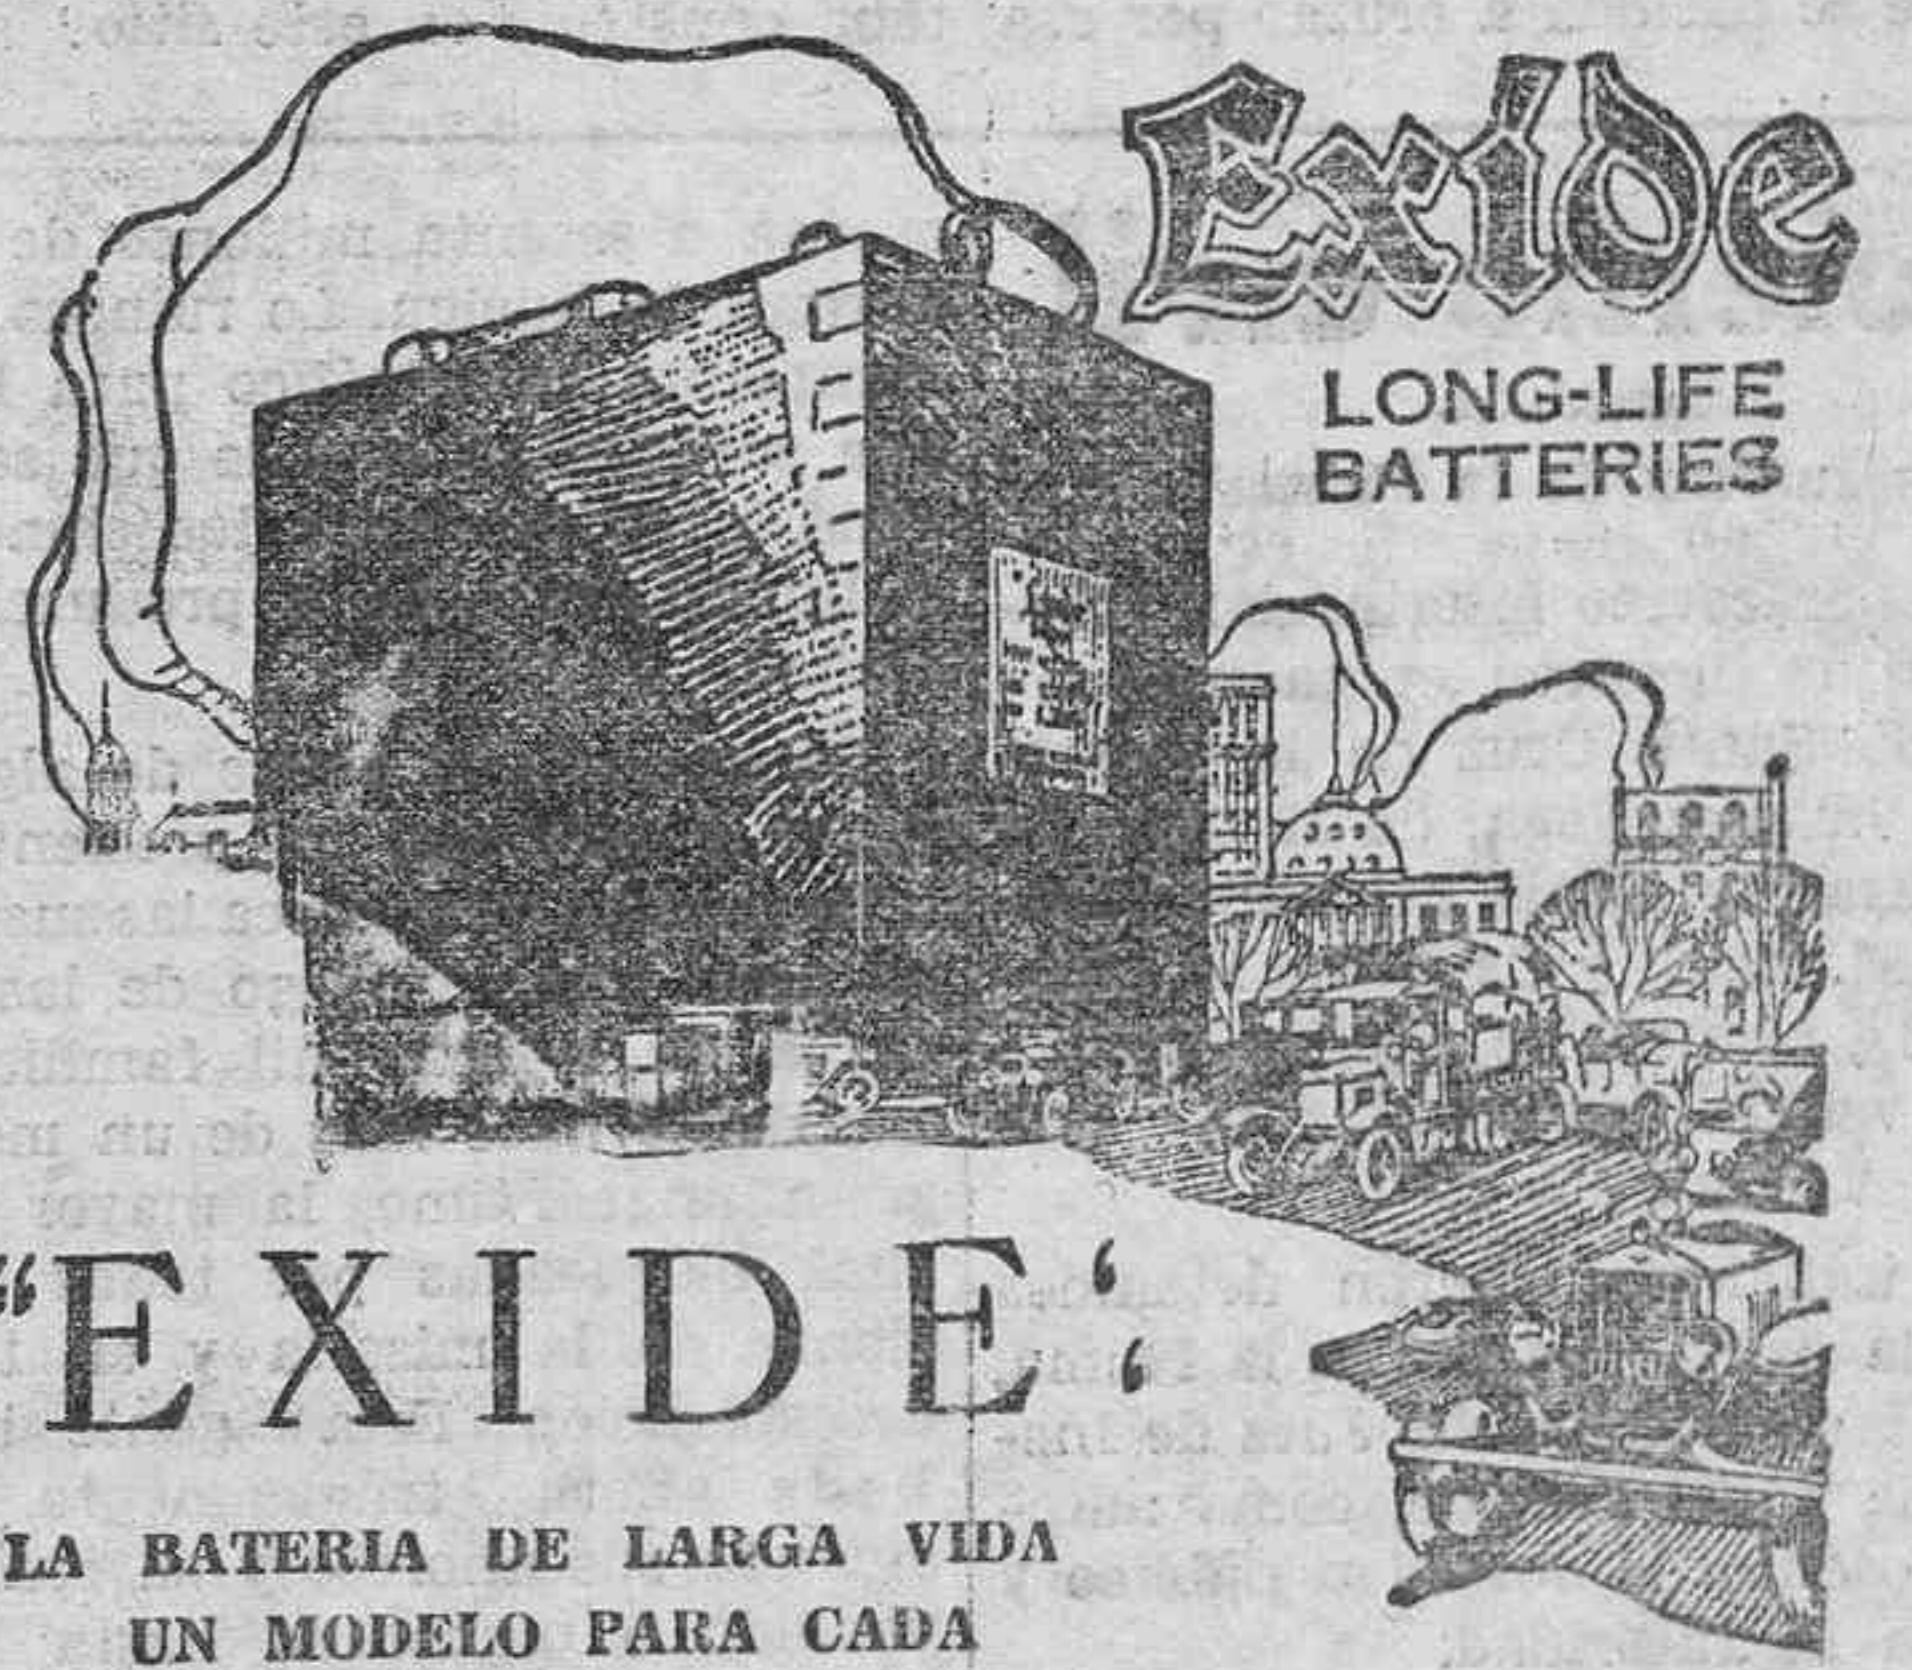 Exide
LONG-LIFE
BATTERIES
"EXIDE"
LA BATERIA DE LARGA VIDA
UN MODELO PARA CADA